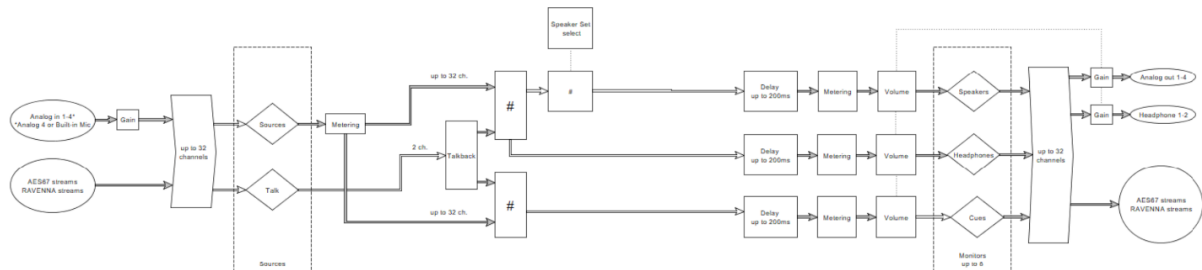 Speaker Set
select
up to 32 ch.
#
#
Delay
up to 200ms
Metering
Volume
Speakers
Gain
Analog out 1-4
Analog in 1-4*
*Analog 4 or Built-in Mic
Gain
up to 32
channels
Sources
Metering
Gain
Headphone 1-2
2 ch.
Talkback
Delay
up to 200ms
Metering
Volume
Headphones
up to 32
channels
AES67 streams
RAVENNA streams
Talk
up to 32 ch.
#
Delay
up to 200ms
Metering
Volume
Cues
AES67 streams
RAVENNA streams
Sources
Monitors
up to 8